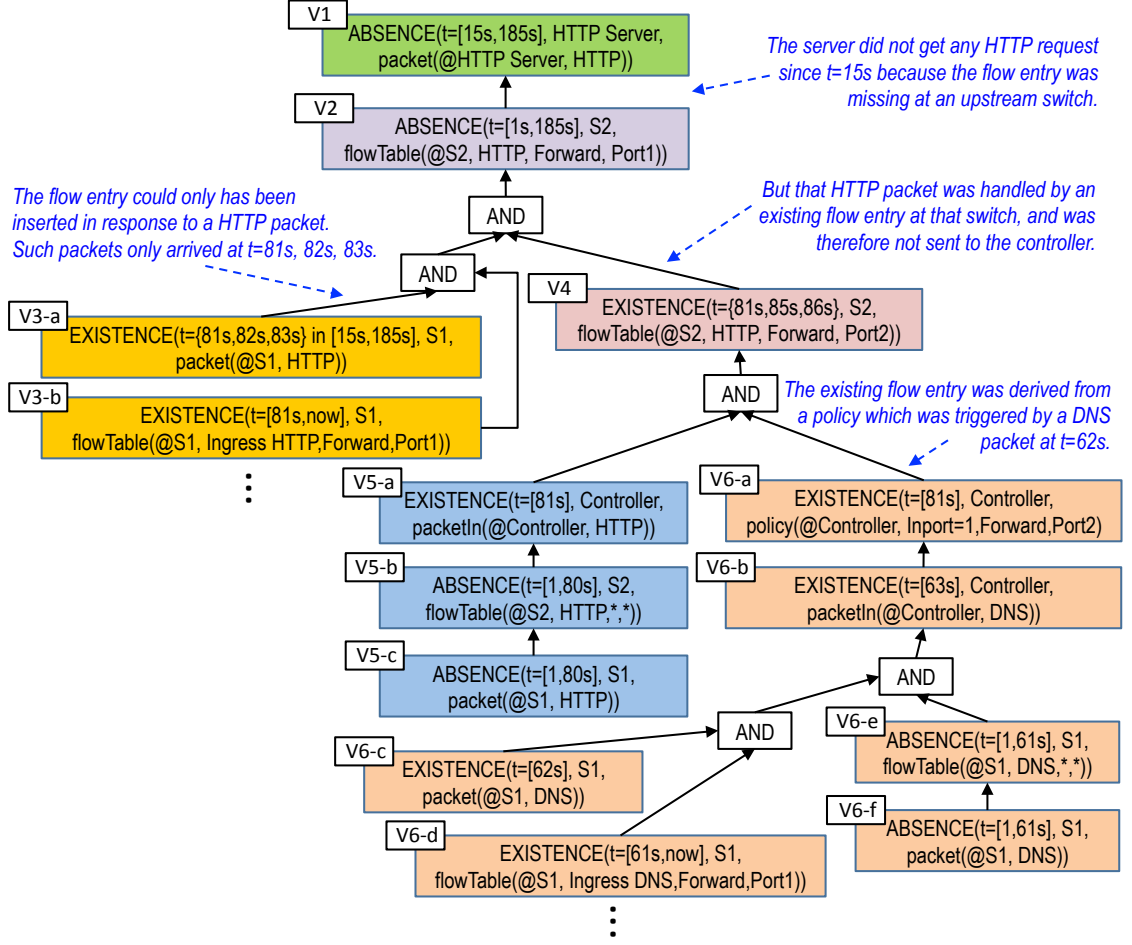 V1
ABSENCE(t=[15s,185s], HTTP Server,
packet(@HTTP Server, HTTP))
The server did not get any HTTP request
since t=15s because the flow entry was
missing at an upstream switch.
V2
ABSENCE(t=[1s,185s], S2,
flowTable(@S2, HTTP, Forward, Port1))
The flow entry could only has been
inserted in response to a HTTP packet.
Such packets only arrived at t=81s, 82s, 83s.
AND
But that HTTP packet was handled by an
existing flow entry at that switch, and was
therefore not sent to the controller.
AND
V3-a
EXISTENCE(t={81s,82s,83s} in [15s,185s], S1,
packet(@S1, HTTP))
V4
EXISTENCE(t={81s,85s,86s}, S2,
flowTable(@S2, HTTP, Forward, Port2))
V3-b
EXISTENCE(t=[81s,now], S1,
flowTable(@S1, Ingress HTTP,Forward,Port1))
AND
The existing flow entry was derived from
a policy which was triggered by a DNS
packet at t=62s.
V5-a
EXISTENCE(t=[81s], Controller,
packetIn(@Controller, HTTP))
V6-a
EXISTENCE(t=[81s], Controller,
policy(@Controller, Inport=1,Forward,Port2)
V5-b
ABSENCE(t=[1,80s], S2,
flowTable(@S2, HTTP,*,*))
V6-b
EXISTENCE(t=[63s], Controller,
packetIn(@Controller, DNS))
V5-c
ABSENCE(t=[1,80s], S1,
packet(@S1, HTTP))
AND
AND
V6-c
EXISTENCE(t=[62s], S1,
packet(@S1, DNS))
V6-e
ABSENCE(t=[1,61s], S1,
flowTable(@S1, DNS,*,*))
V6-d
EXISTENCE(t=[61s,now], S1,
flowTable(@S1, Ingress DNS,Forward,Port1))
V6-f
ABSENCE(t=[1,61s], S1,
packet(@S1, DNS))